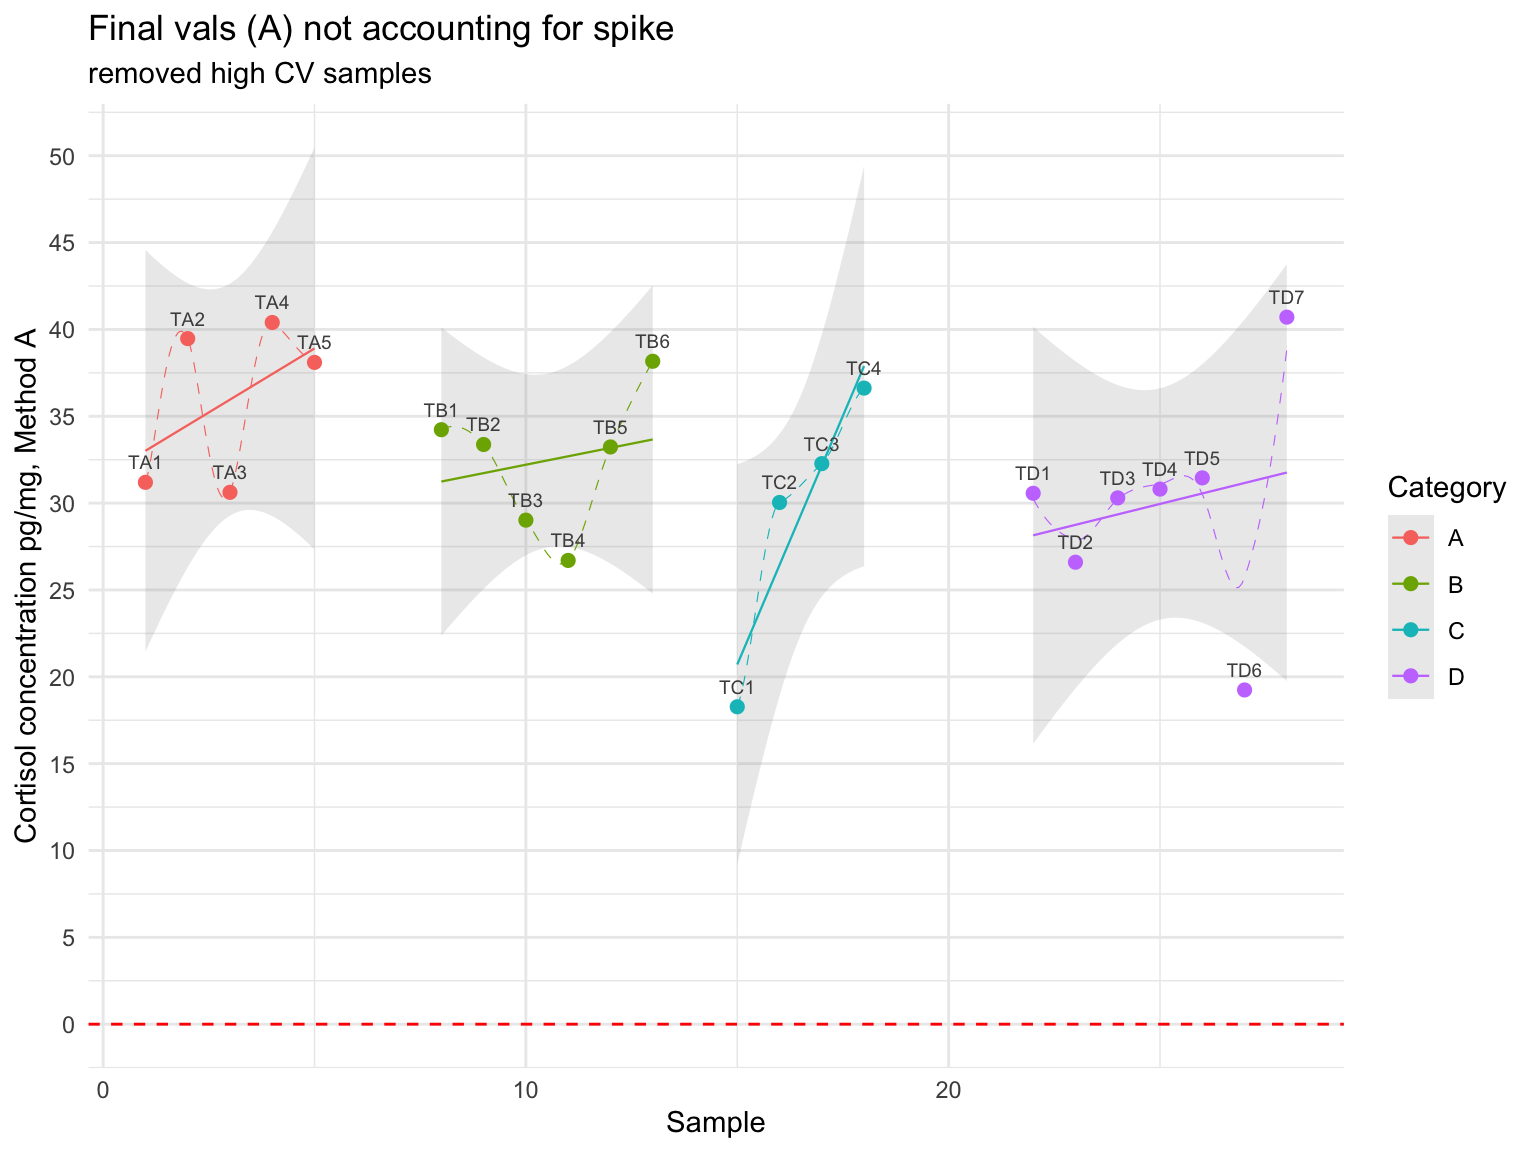 Final vals (A) not accounting for spike
removed high CV samples
Cortisol concentration pg/mg, Method A
50
45
40
35
30
25
20
15
10
5
0
TA1
TA2
TA3
TA4
TA5
TB1
TB2
TB3
TB4
TB5
TB6
TC1
TC2
TC3
TC4
TD1
TD2
TD3
TD4
TD5
TD6
TD7
0 10 20
Sample
Category
A
B
C
D